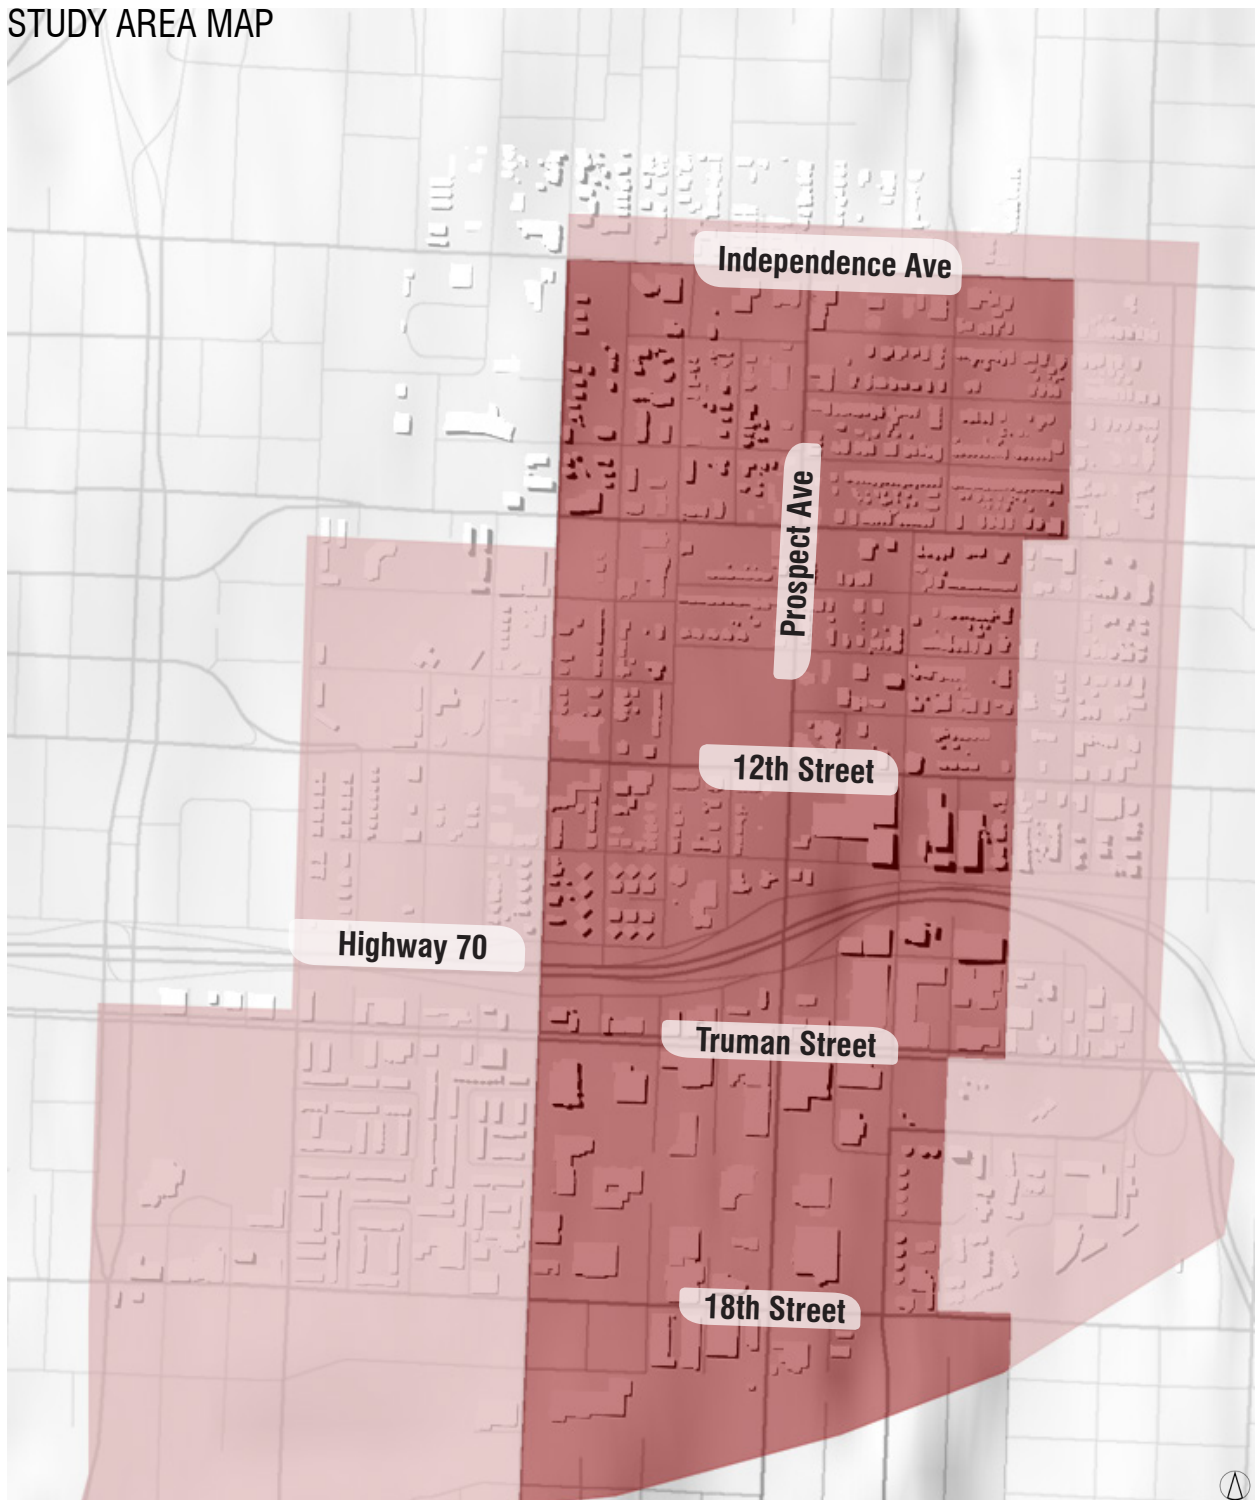 STUDY AREA MAP
Independence Ave
Prospect Ave
12th Street
Highway 70
Truman Street
18th Street